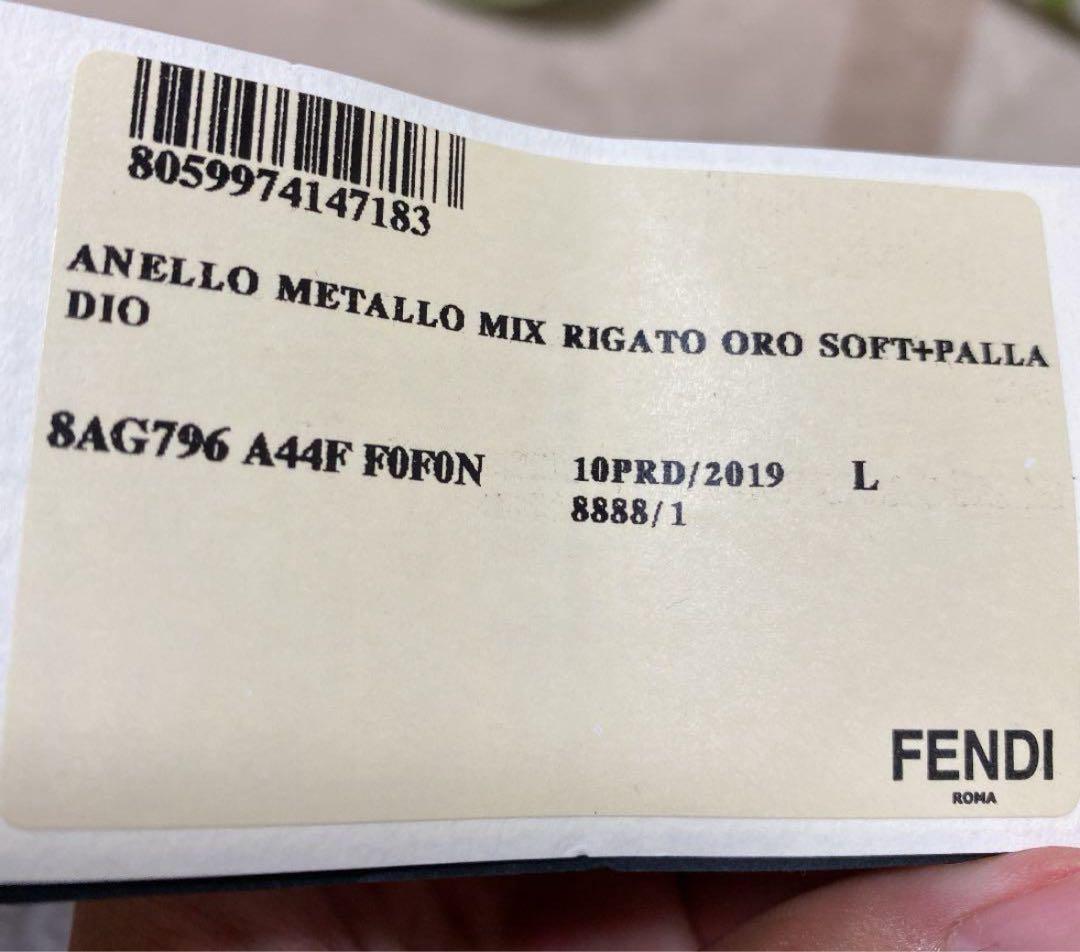 8059974147183
ANELLO METALLO MIX RIGATO ORO SOFT+PALLA
DIO
8AG796 A44F F0F0N 10PRD/2019 L
8888/1
FENDI
ROMA